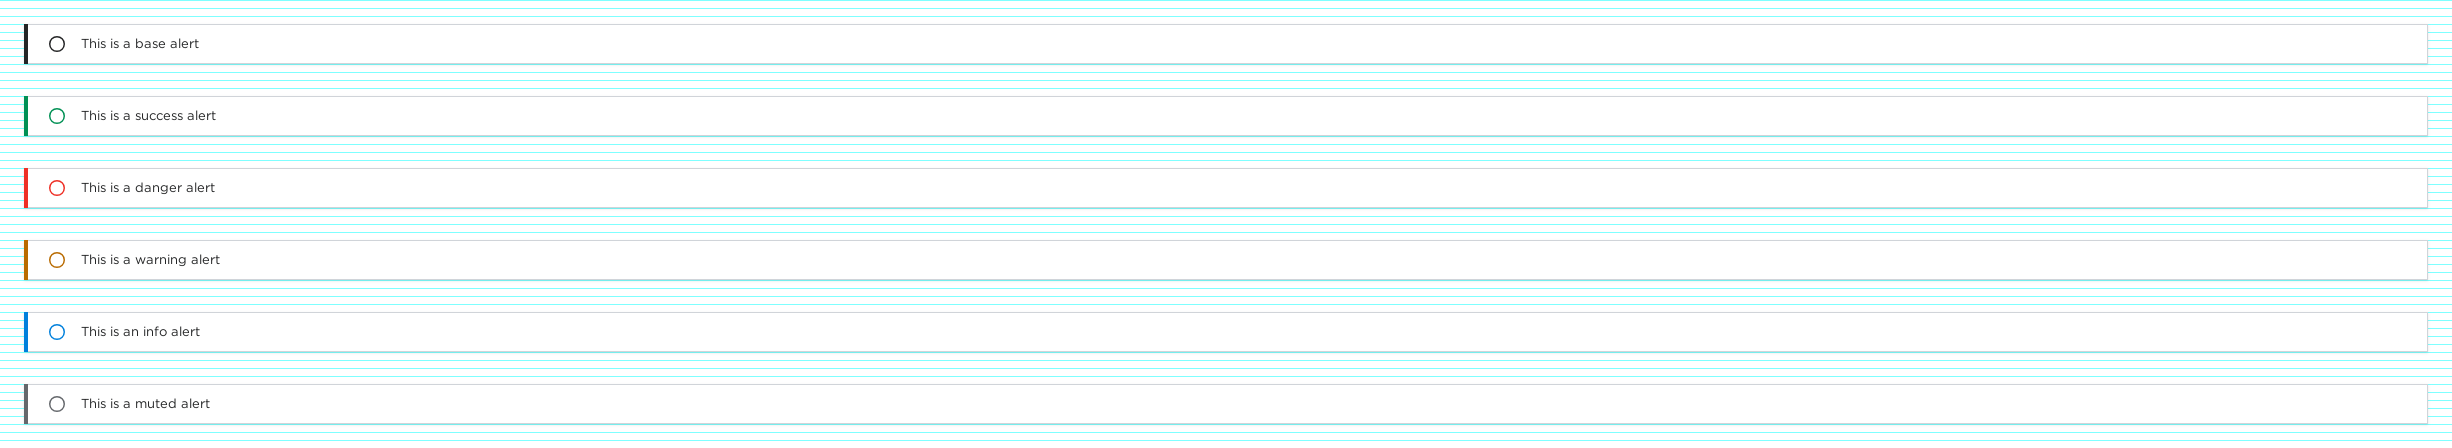 This is a base alert
This is a success alert
This is a danger alert
This is a warning alert
This is an info alert
This is a muted alert